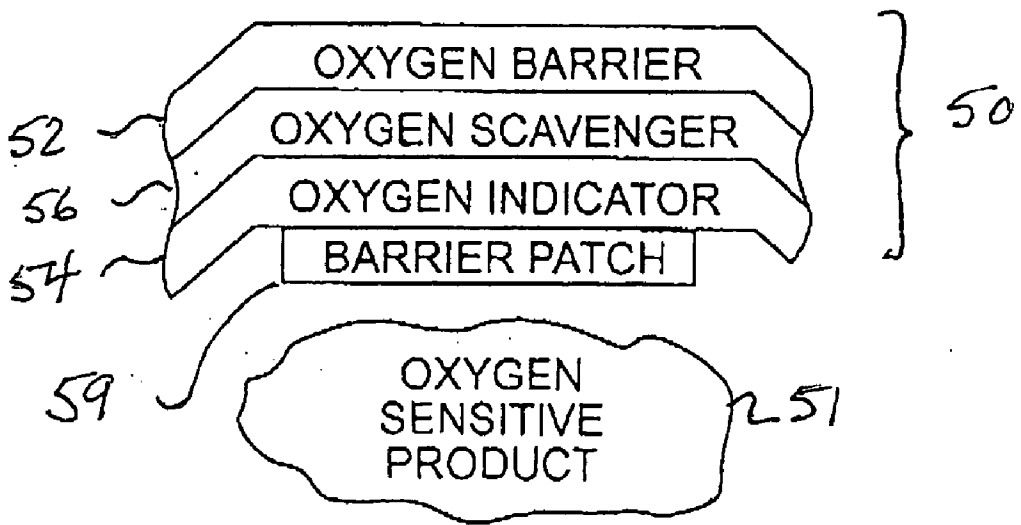 OXYGEN BARRIER
50
52
OXYGEN SCAVENGER
56
OXYGEN INDICATOR
54
BARRIER PATCH
59
OXYGEN
SENSITIVE
PRODUCT
51